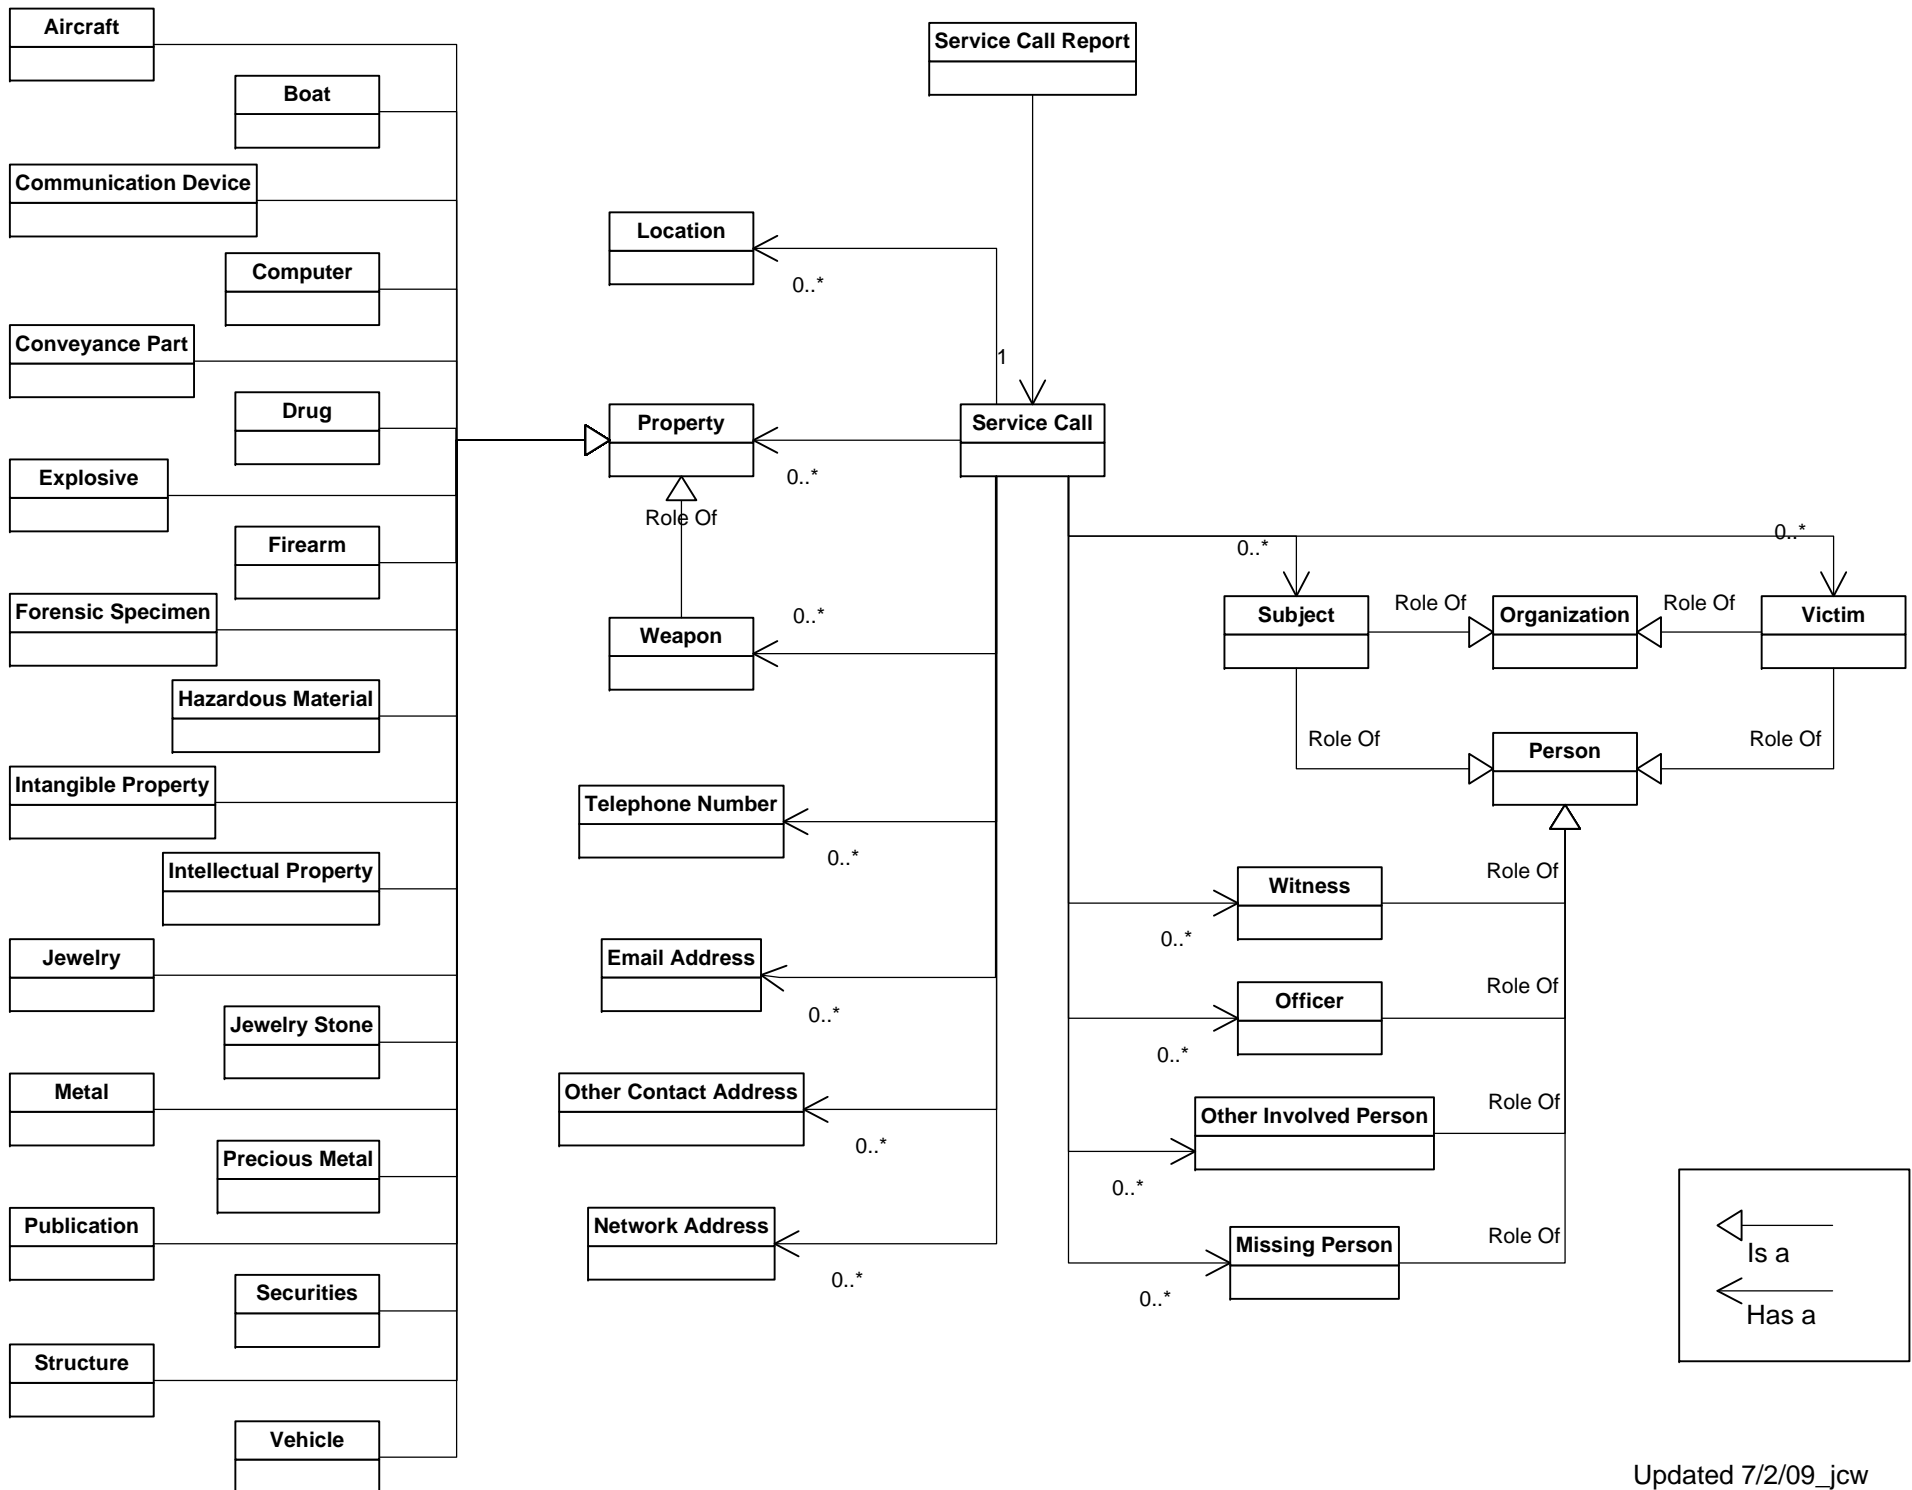 Aircraft
Service Call Report
Boat
Communication Device
Location
Computer
0..*
Conveyance Part
1
Drug
Property
Service Call
Explosive
0..*
Role Of
Firearm
0..*
0..*
Forensic Specimen
Weapon
0..*
Subject
Role Of
Organization
Role Of
Victim
Hazardous Material
Role Of
Person
Role Of
Intangible Property
Telephone Number
0..*
Intellectual Property
Witness
Role Of
0..*
Jewelry
Email Address
0..*
Jewelry Stone
Officer
Role Of
0..*
Metal
Other Contact Address
0..*
Other Involved Person
Role Of
0..*
Precious Metal
Publication
Network Address
0..*
Missing Person
Role Of
0..*
Is a
Has a
Securities
Structure
Vehicle
Updated 7/2/09_jcw